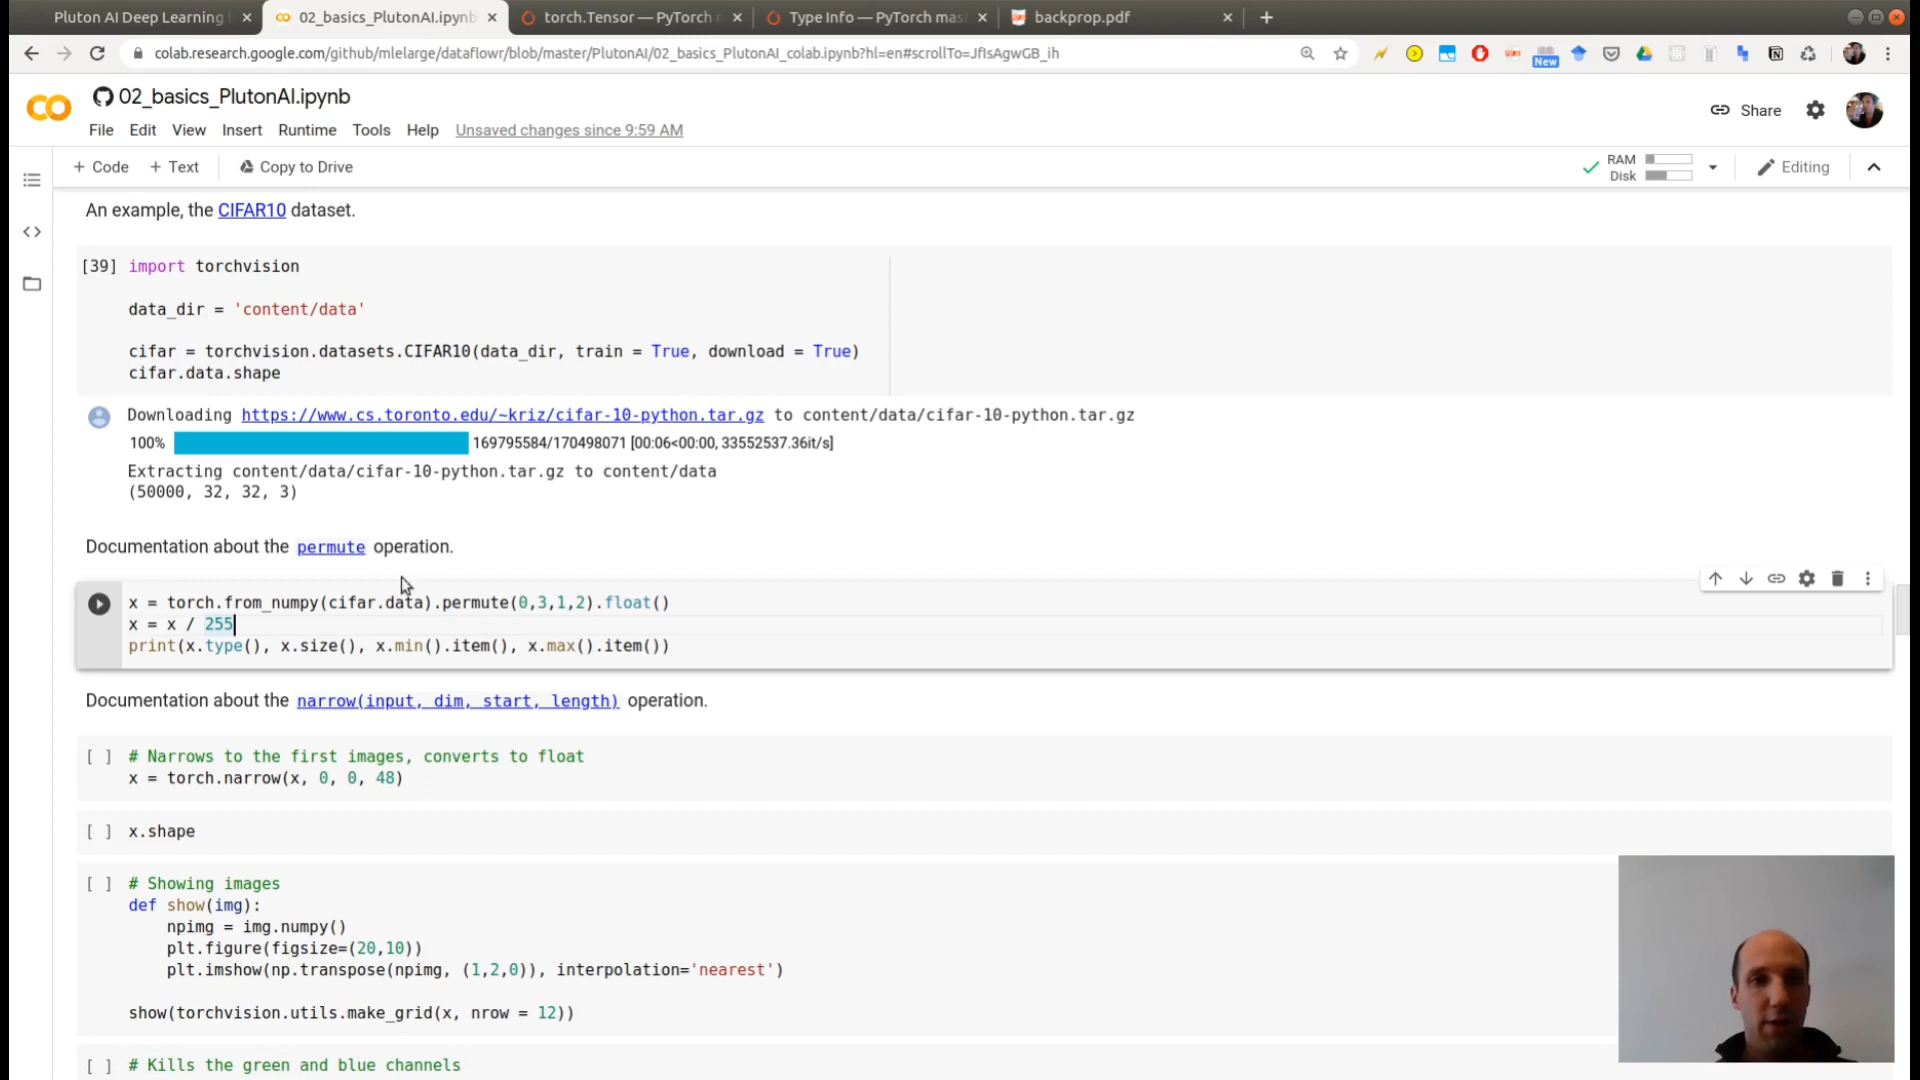 Pluton AI Deep Learning
02_basics_PlutonAI.ipynb
torch.Tensor — PyTorch
Type Info — PyTorch mas
backprop.pdf
colab.research.google.com/github/mlelarge/dataflowr/blob/master/PlutonAI/02_basics_PlutonAI_colab.ipynb?hl=en#scrollTo=JfIsAgwGB_ih
New
02_basics_PlutonAI.ipynb
Share
File Edit View Insert Runtime Tools Help Unsaved changes since 9:59 AM
+ Code + Text Copy to Drive
RAM
Disk
Editing
An example, the CIFAR10 dataset.
[39] import torchvision
data_dir = 'content/data'
cifar = torchvision.datasets.CIFAR10(data_dir, train = True, download = True)
cifar.data.shape
Downloading https://www.cs.toronto.edu/~kriz/cifar-10-python.tar.gz to content/data/cifar-10-python.tar.gz
100% 169795584/170498071 [00:06<00:00, 33552537.36it/s]
Extracting content/data/cifar-10-python.tar.gz to content/data
(50000, 32, 32, 3)
Documentation about the permute operation.
x = torch.from_numpy(cifar.data).permute(0,3,1,2).float()
x = x / 255
print(x.type(), x.size(), x.min().item(), x.max().item())
Documentation about the narrow(input, dim, start, length) operation.
[ ] # Narrows to the first images, converts to float
x = torch.narrow(x, 0, 0, 48)
[ ] x.shape
[ ] # Showing images
def show(img):
npimg = img.numpy()
plt.figure(figsize=(20,10))
plt.imshow(np.transpose(npimg, (1,2,0)), interpolation='nearest')
show(torchvision.utils.make_grid(x, nrow = 12))
[ ] # Kills the green and blue channels